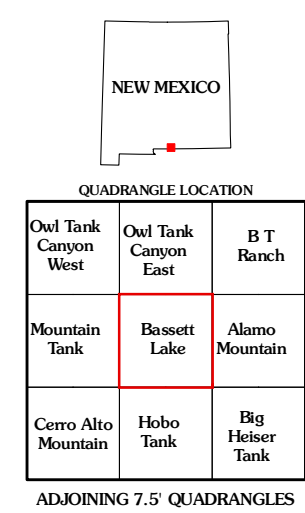 NEW MEXICO
QUADRANGLE LOCATION
Owl Tank
Canyon
West
Owl Tank
Canyon
East
B T
Ranch
Mountain
Tank
Bassett
Lake
Alamo
Mountain
Cerro Alto
Mountain
Hobo
Tank
Big
Heiser
Tank
ADJOINING 7.5' QUADRANGLES